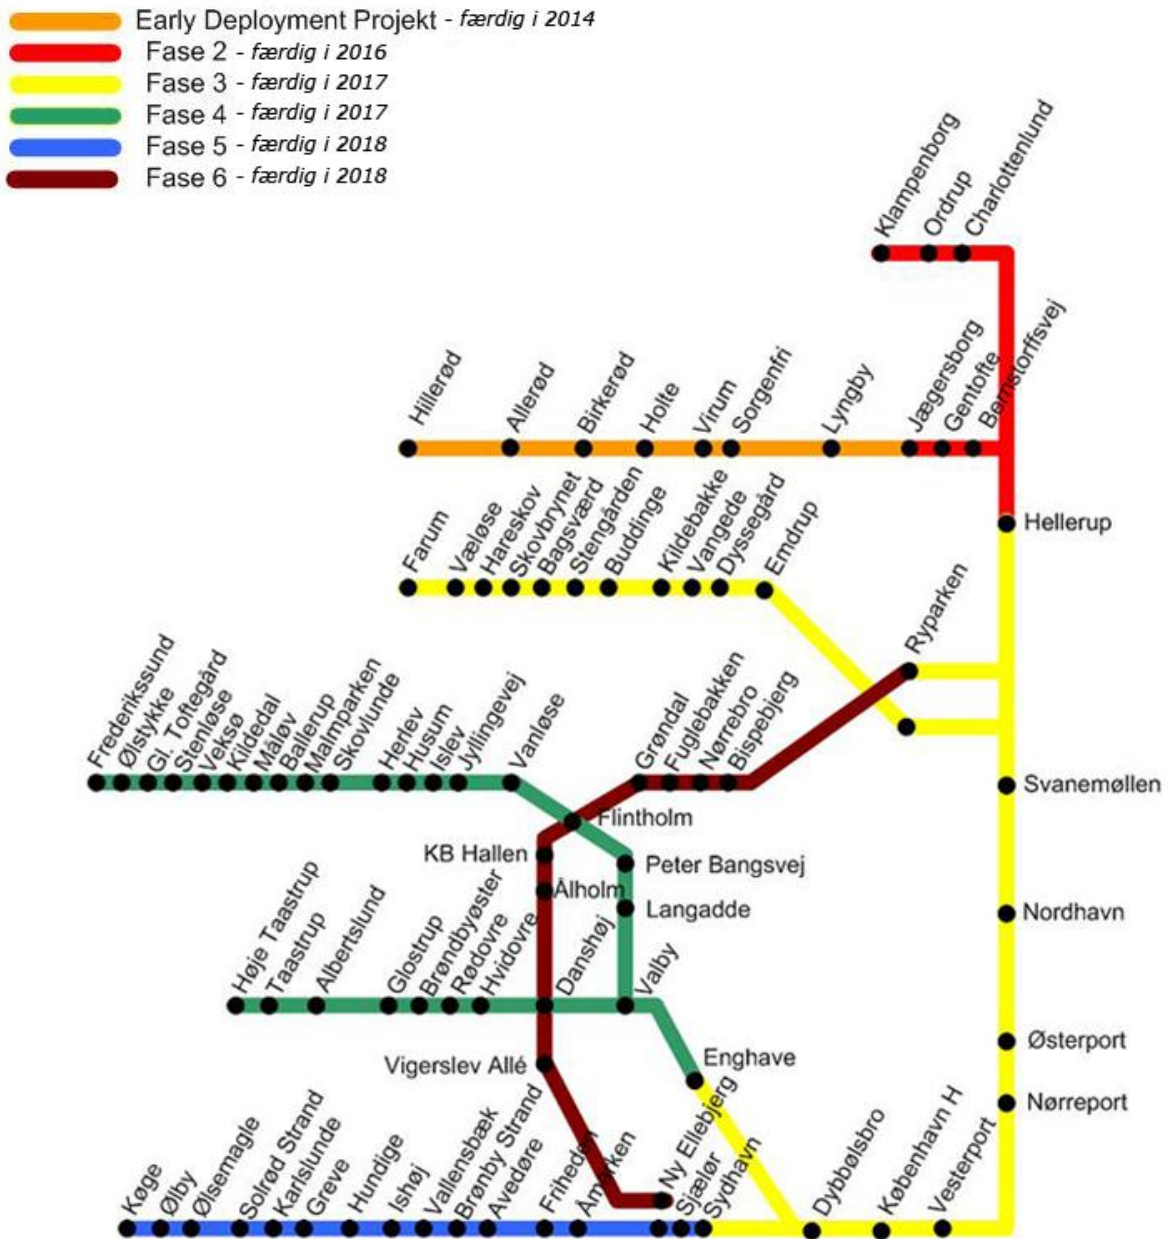 Early Deployment Projekt - færdig i 2014
Fase 2 - færdig i 2016
Fase 3 - færdig i 2017
Fase 4 - færdig i 2017
Fase 5 - færdig i 2018
Fase 6 - færdig i 2018
Klampenborg
Ordrup
Charlottenlund
Hillerød
Allerød
Birkerød
Holte
Virum
Sorgenfri
Lyngby
Jægersborg
Gentofte
Bernstorffsvej
Hellerup
Farum
Væløse
Hareskov
Skovbrynet
Bagsværd
Stengården
Buddinge
Kildebakke
Vangede
Dyssegård
Emdrup
Ryparken
Frederikssund
Ølstykke
Gl. Toftegård
Stenløse
Veksø
Kildedal
Måløv
Ballerup
Malmparken
Skovlunde
Herlev
Husum
Islev
Jyllingevej
Vanløse
Grøndal
Fuglebakken
Nørrebro
Bispebjerg
Svanemøllen
Flintholm
KB Hallen
Peter Bangsvej
Ålholm
Langadde
Nordhavn
Høje Taastrup
Taastrup
Albertslund
Glostrup
Brøndbyøster
Rødovre
Hvidovre
Danshøj
Valby
Østerport
Vigerslev Allé
Enghave
Nørreport
Køge
Ølby
Ølsemagle
Solrød Strand
Karlslunde
Greve
Hundige
Ishøj
Vallensbæk
Brønby Strand
Avedøre
Friheden
Åmarken
Ny Ellebjerg
Sjælør
Sydhavn
Dybbølsbro
København H
Vesterport